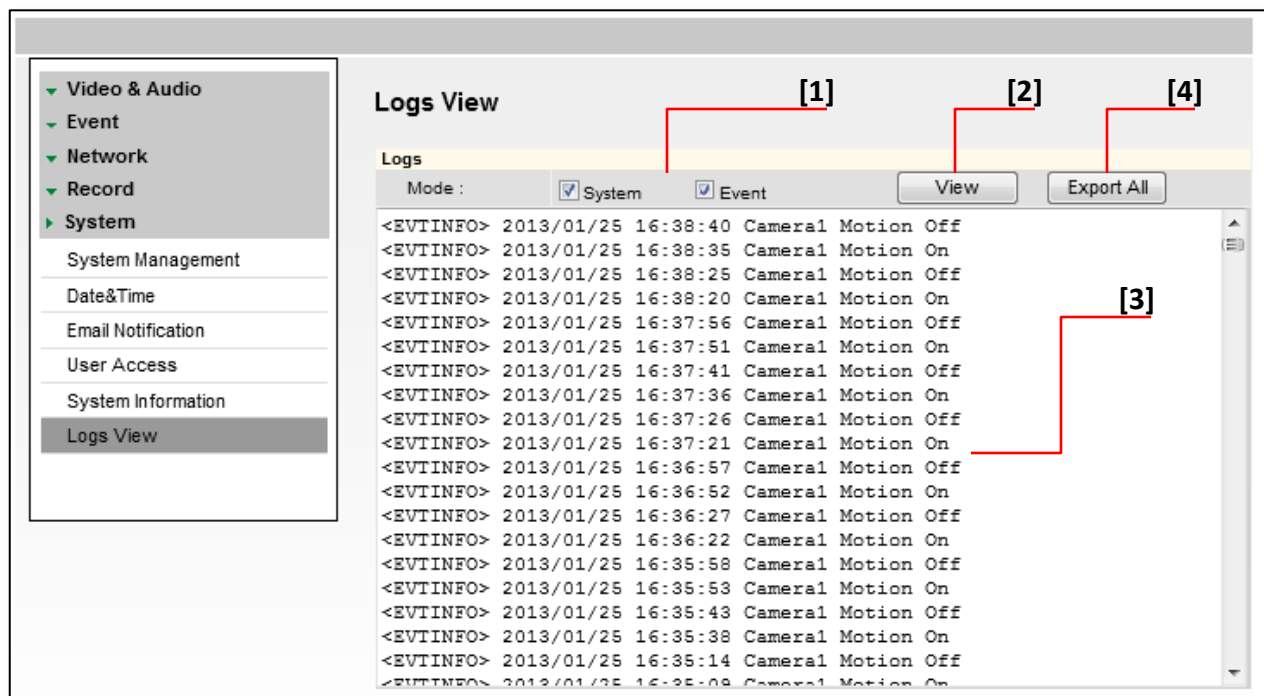 Video & Audio
Event
Network
Record
System
System Management
Date&Time
Email Notification
User Access
System Information
Logs View
Logs View
[1]
[2]
[4]
Logs
Mode :
System
Event
View
Export All
[3]
<EVTINFO> 2013/01/25 16:38:40 Camera1 Motion Off
<EVTINFO> 2013/01/25 16:38:35 Camera1 Motion On
<EVTINFO> 2013/01/25 16:38:25 Camera1 Motion Off
<EVTINFO> 2013/01/25 16:38:20 Camera1 Motion On
<EVTINFO> 2013/01/25 16:37:56 Camera1 Motion Off
<EVTINFO> 2013/01/25 16:37:51 Camera1 Motion On
<EVTINFO> 2013/01/25 16:37:41 Camera1 Motion Off
<EVTINFO> 2013/01/25 16:37:36 Camera1 Motion On
<EVTINFO> 2013/01/25 16:37:26 Camera1 Motion Off
<EVTINFO> 2013/01/25 16:37:21 Camera1 Motion On
<EVTINFO> 2013/01/25 16:36:57 Camera1 Motion Off
<EVTINFO> 2013/01/25 16:36:52 Camera1 Motion On
<EVTINFO> 2013/01/25 16:36:27 Camera1 Motion Off
<EVTINFO> 2013/01/25 16:36:22 Camera1 Motion On
<EVTINFO> 2013/01/25 16:35:58 Camera1 Motion Off
<EVTINFO> 2013/01/25 16:35:53 Camera1 Motion On
<EVTINFO> 2013/01/25 16:35:43 Camera1 Motion Off
<EVTINFO> 2013/01/25 16:35:38 Camera1 Motion On
<EVTINFO> 2013/01/25 16:35:14 Camera1 Motion Off
<EVTINFO> 2013/01/25 16:35:09 Camera1 Motion On